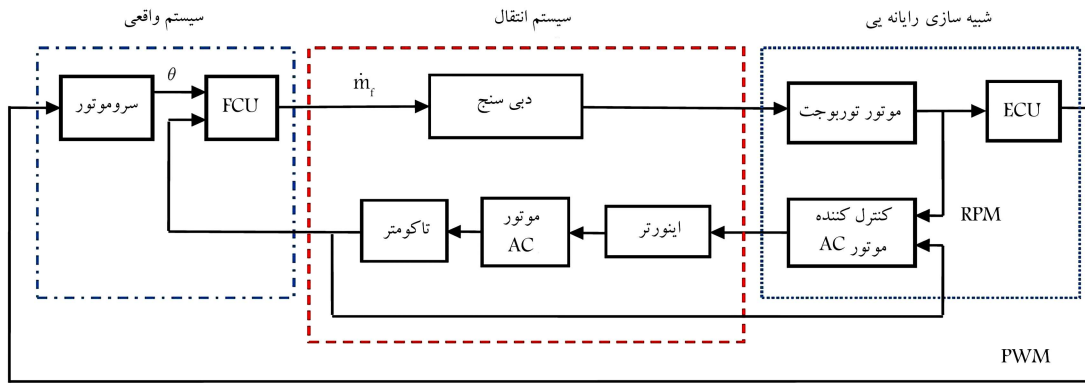 سیستم واقعی
سیستم انتقال
شبیه سازی رایانه یی
سروموتور
θ
FCU
ṁf
دبی سنج
موتور توربوجت
ECU
تاکومتر
موتور
AC
اینورتر
کنترل کننده
موتور AC
RPM
PWM